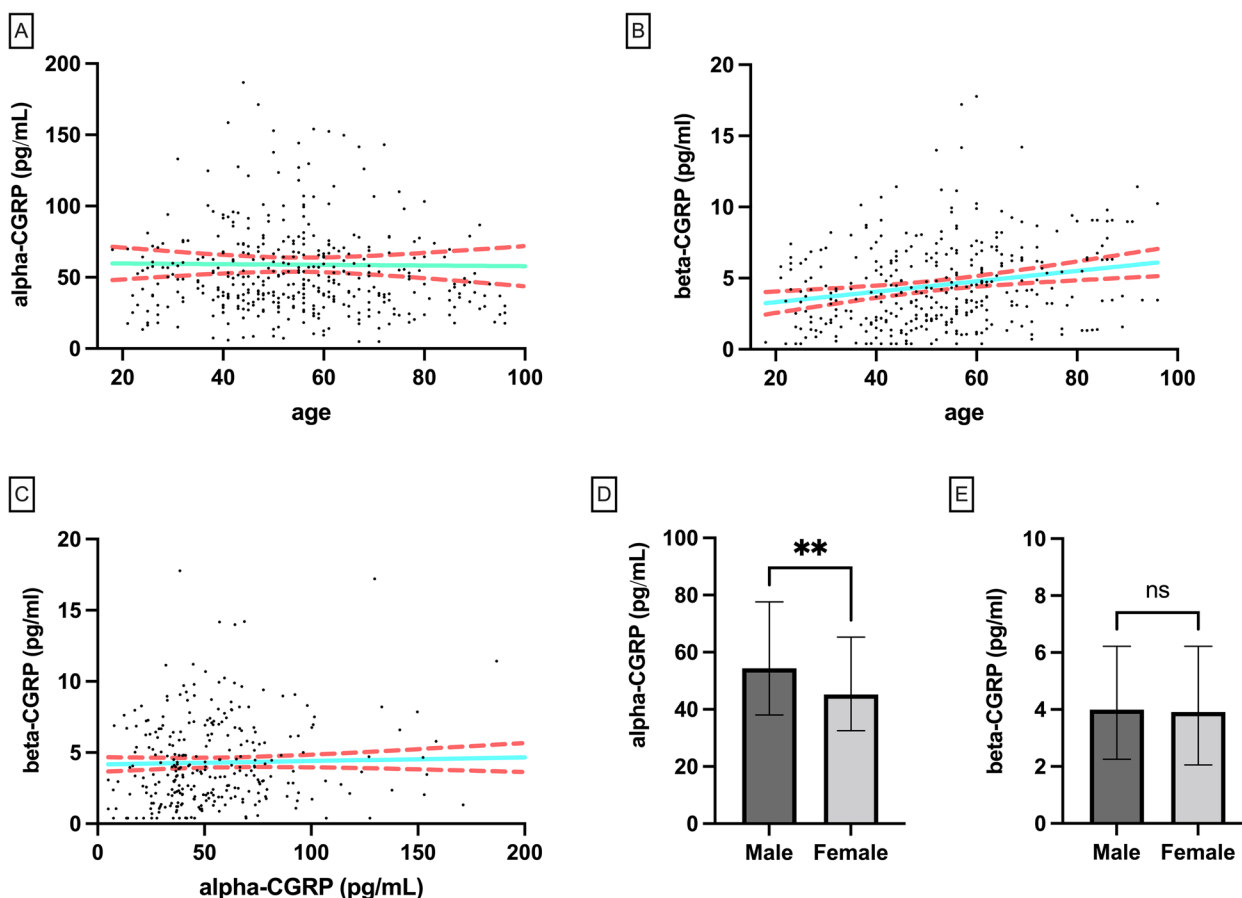 A
alpha-CGRP (pg/mL)
200
150
100
50
0
20 40 60 80 100
age
B
beta-CGRP (pg/ml)
20
15
10
5
0
20 40 60 80 100
age
C
beta-CGRP (pg/ml)
20
15
10
5
0
0 50 100 150 200
alpha-CGRP (pg/mL)
D
alpha-CGRP (pg/mL)
100
80
60
40
20
0
**
Male Female
E
beta-CGRP (pg/ml)
10
8
6
4
2
0
ns
Male Female